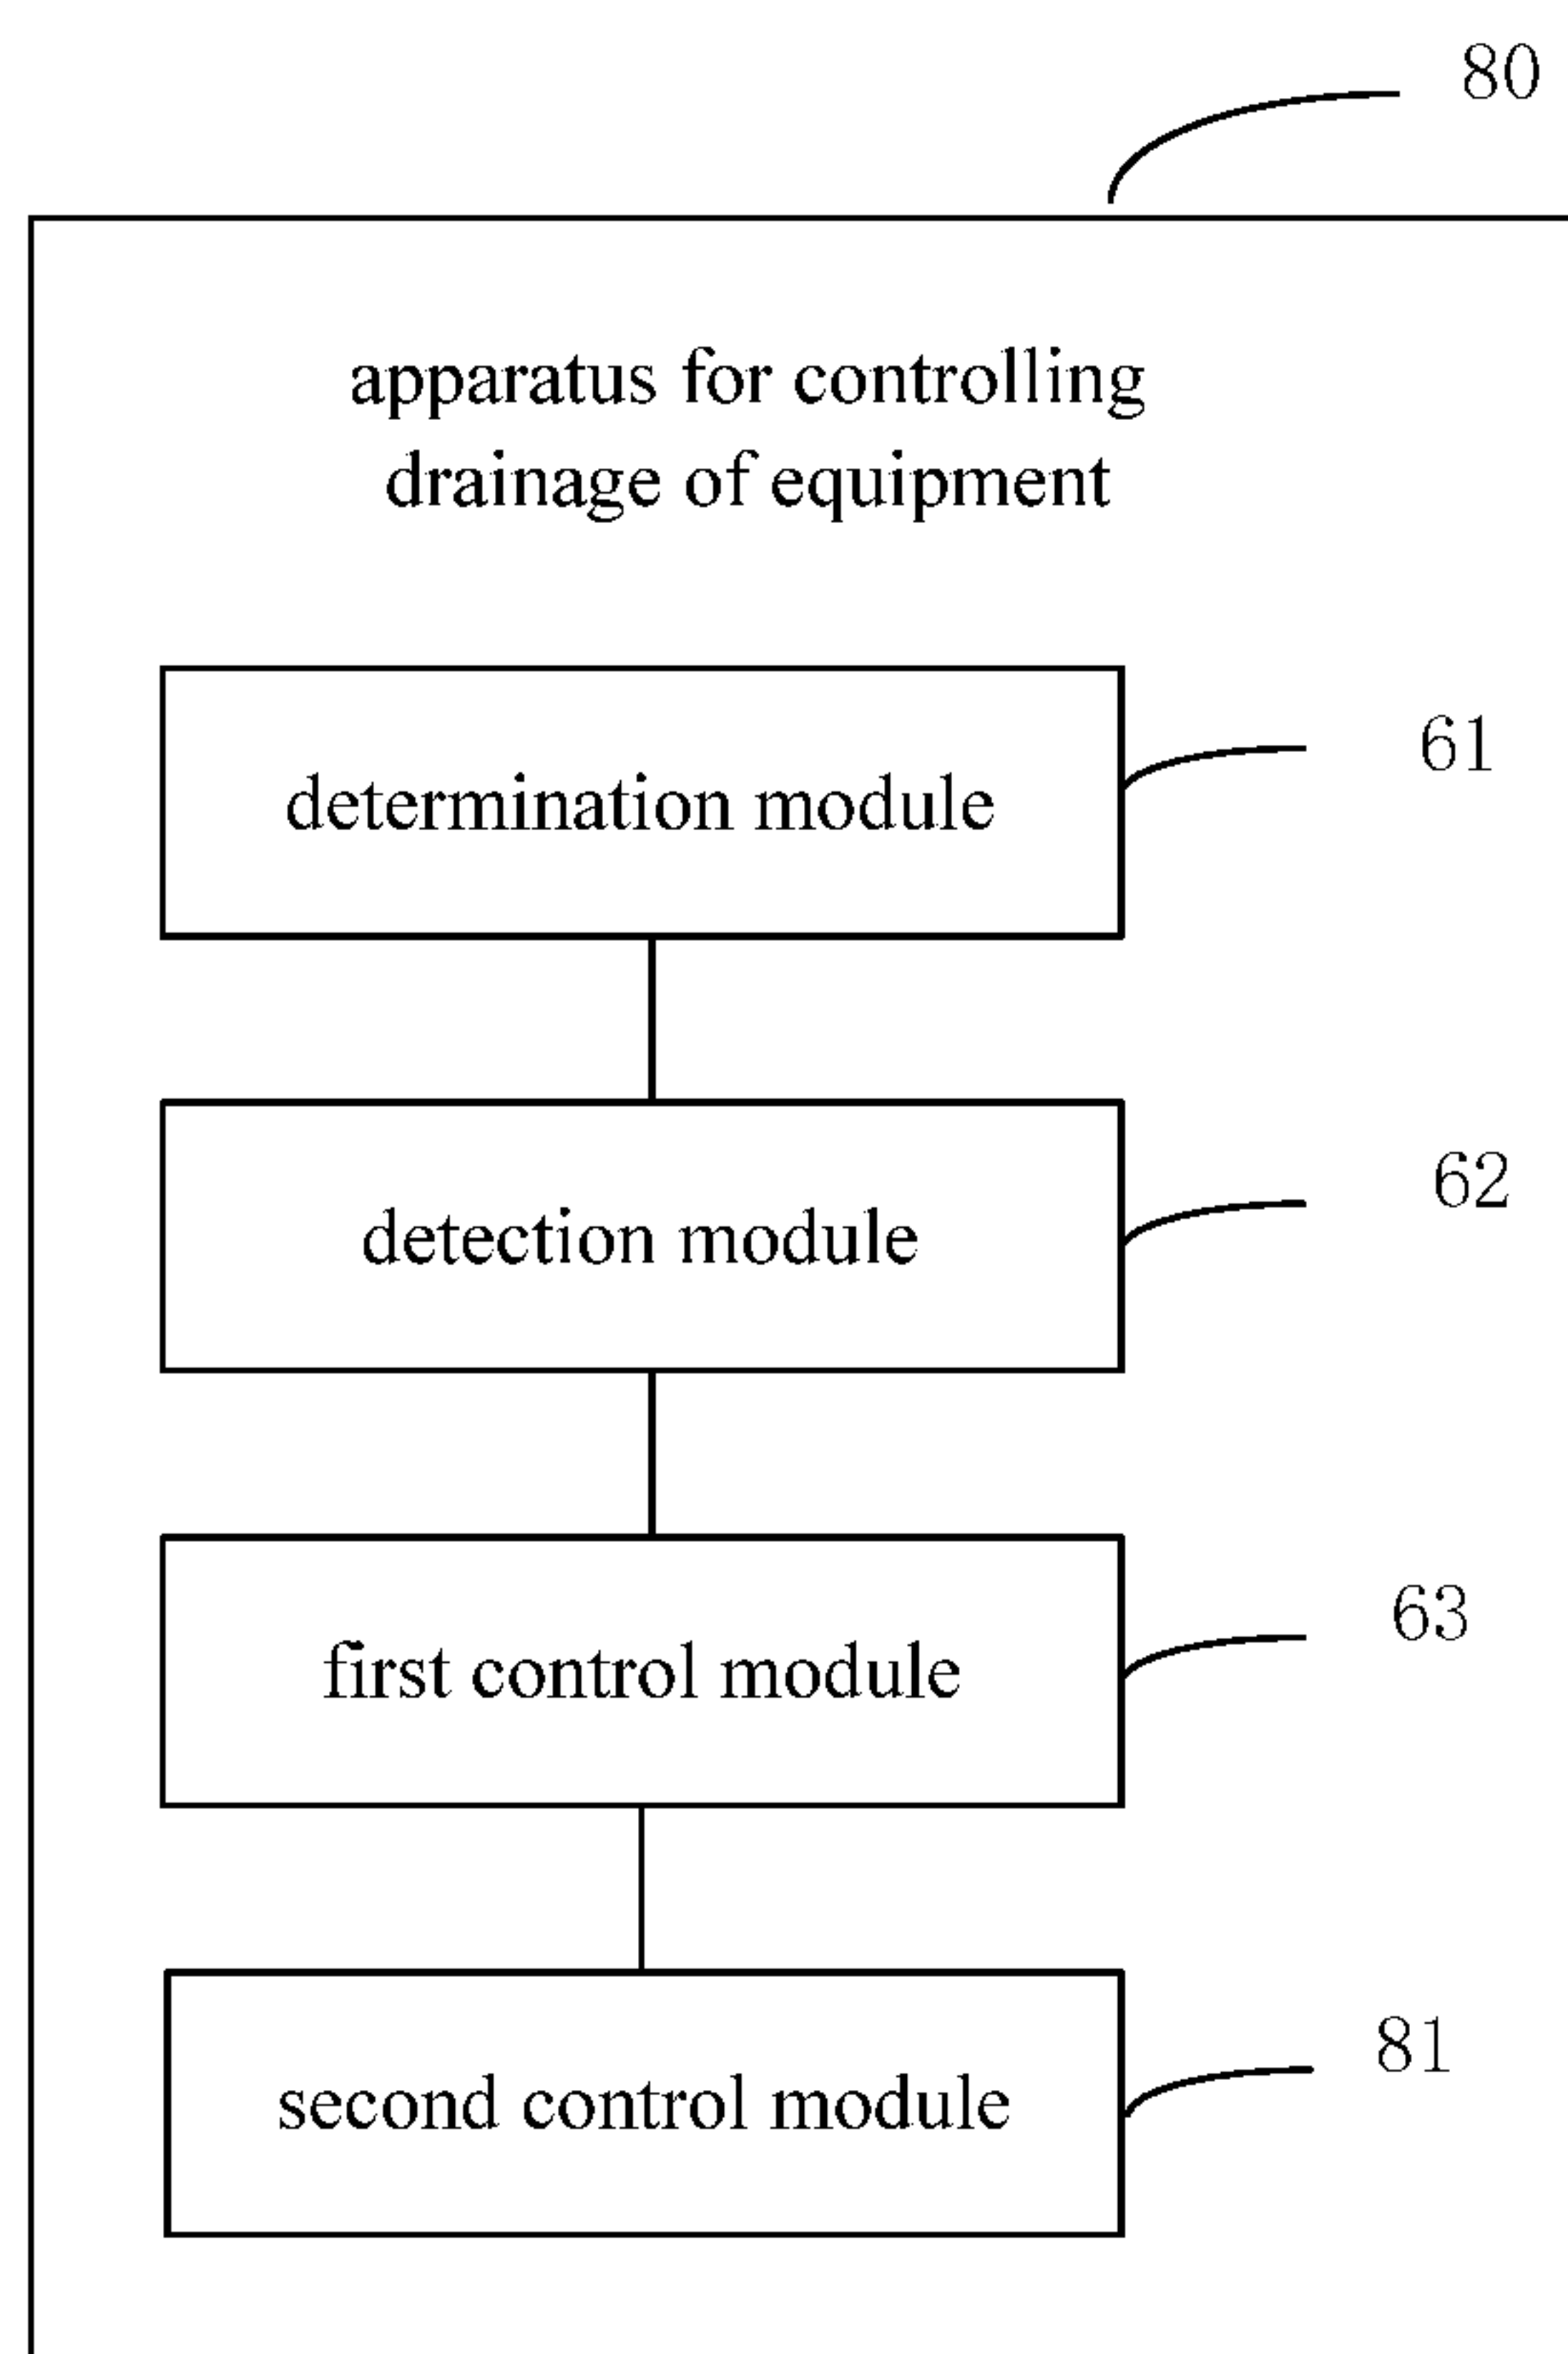 80
apparatus for controlling
drainage of equipment
determination module
61
detection module
62
first control module
63
second control module
81